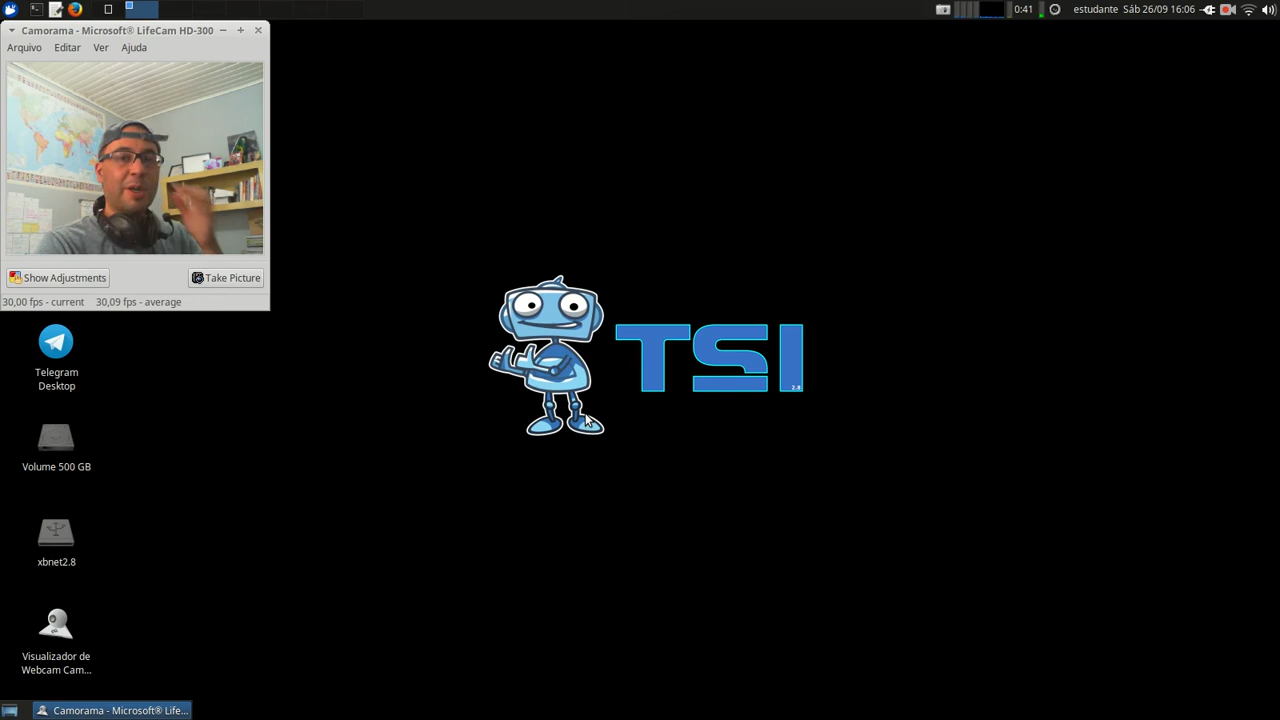 0:41
estudante Sáb 26/09 16:06
Camorama - Microsoft® LifeCam HD-300
Arquivo Editar Ver Ajuda
Show Adjustments
Take Picture
30,00 fps - current 30,09 fps - average
Telegram
Desktop
Volume 500 GB
xbnet2.8
Visualizador de
Webcam Cam...
TSI
2.8
Camorama - Microsoft® Life...